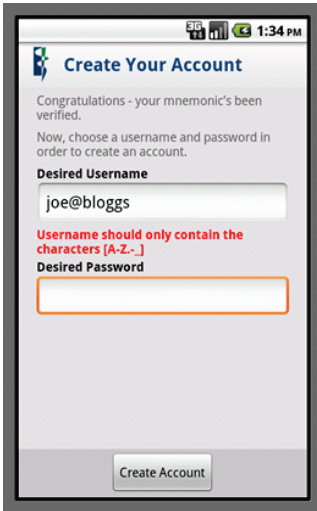 3G
1:34 PM
Create Your Account
Congratulations - your mnemonic's been
verified.
Now, choose a username and password in
order to create an account.
Desired Username
joe@bloggs
Username should only contain the
characters [A-Z.-_]
Desired Password
Create Account